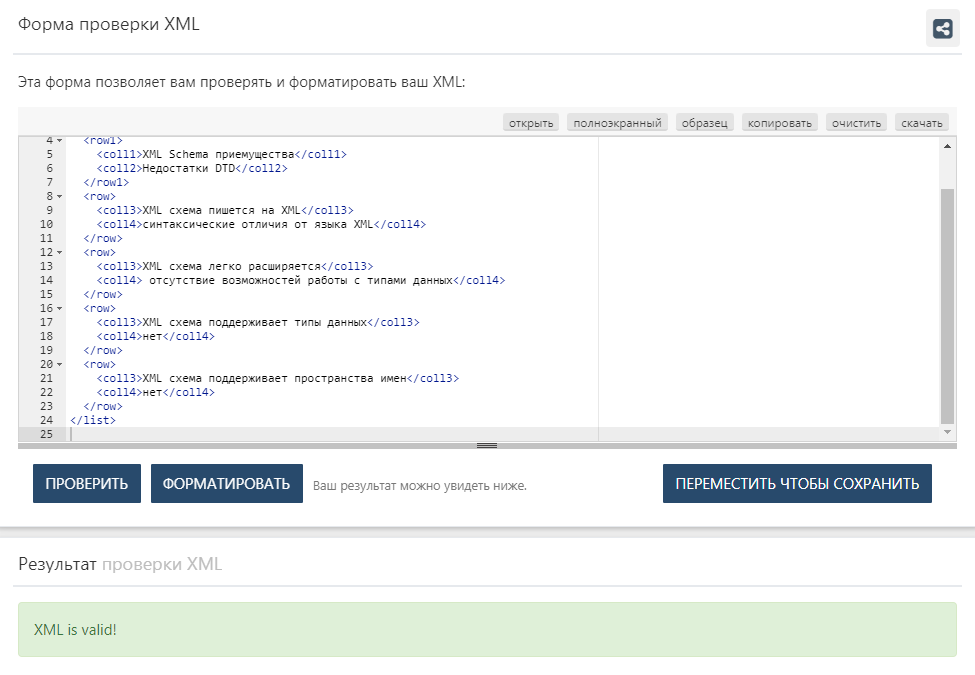 Форма проверки XML
Эта форма позволяет вам проверять и форматировать ваш XML:
открыть полноэкранный образец копировать очистить скачать
4 <row1>
5 <coll1>XML Schema приемущества</coll1>
6 <coll2>Недостатки DTD</coll2>
7 </row1>
8 <row>
9 <coll3>XML схема пишется на XML</coll3>
10 <coll4>синтаксические отличия от языка XML</coll4>
11 </row>
12 <row>
13 <coll3>XML схема легко расширяется</coll3>
14 <coll4> отсутствие возможностей работы с типами данных</coll4>
15 </row>
16 <row>
17 <coll3>XML схема поддерживает типы данных</coll3>
18 <coll4>нет</coll4>
19 </row>
20 <row>
21 <coll3>XML схема поддерживает пространства имен</coll3>
22 <coll4>нет</coll4>
23 </row>
24 </list>
25
ПРОВЕРИТЬ ФОРМАТИРОВАТЬ Ваш результат можно увидеть ниже. ПЕРЕМЕСТИТЬ ЧТОБЫ СОХРАНИТЬ
Результат проверки XML
XML is valid!